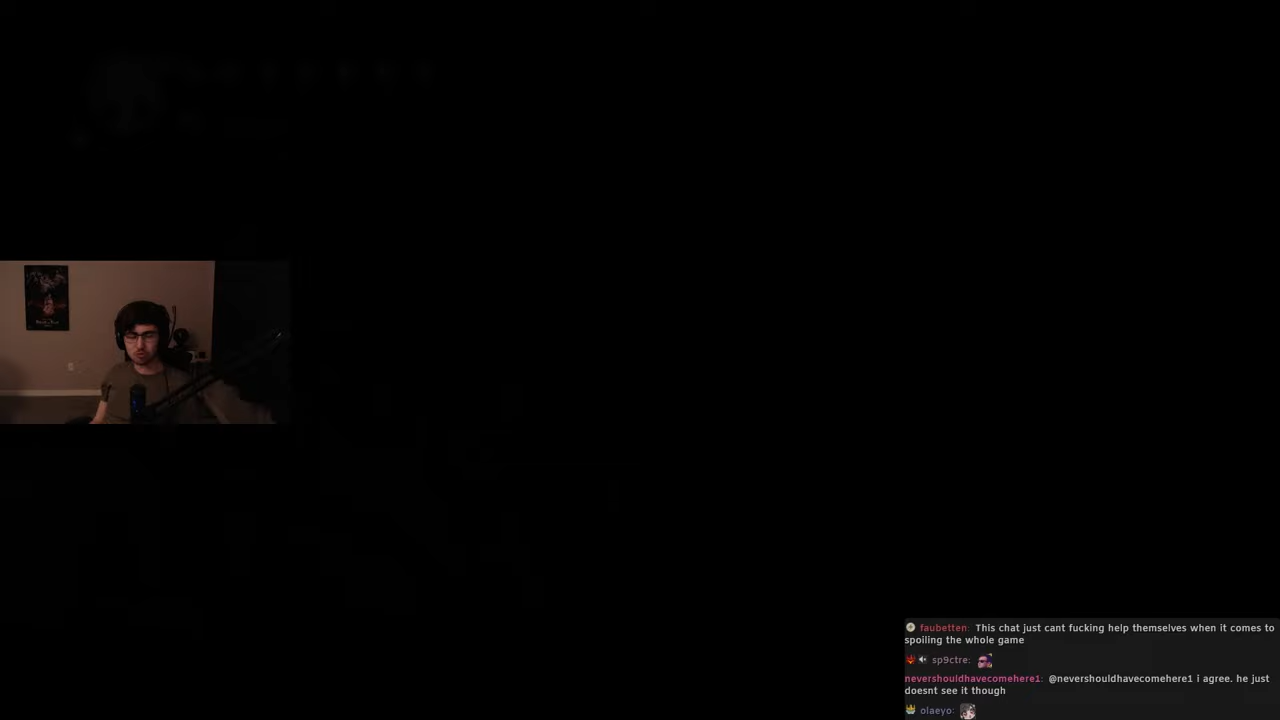 faubetten: This chat just cant fucking help themselves when it comes to
spoiling the whole game
sp9ctre:
nevershouldhavecomehere1: @nevershouldhavecomehere1 i agree. he just
doesnt see it though
olaeyo: